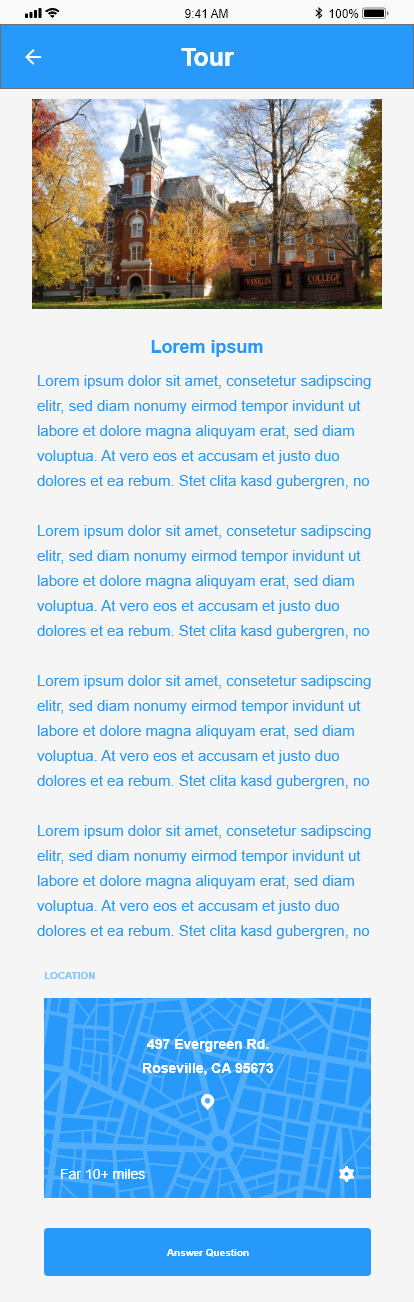 9:41 AM 100%
Tour
FRANKLIN COLLEGE
Lorem ipsum
Lorem ipsum dolor sit amet, consetetur sadipscing
elitr, sed diam nonumy eirmod tempor invidunt ut
labore et dolore magna aliquyam erat, sed diam
voluptua. At vero eos et accusam et justo duo
dolores et ea rebum. Stet clita kasd gubergren, no
Lorem ipsum dolor sit amet, consetetur sadipscing
elitr, sed diam nonumy eirmod tempor invidunt ut
labore et dolore magna aliquyam erat, sed diam
voluptua. At vero eos et accusam et justo duo
dolores et ea rebum. Stet clita kasd gubergren, no
Lorem ipsum dolor sit amet, consetetur sadipscing
elitr, sed diam nonumy eirmod tempor invidunt ut
labore et dolore magna aliquyam erat, sed diam
voluptua. At vero eos et accusam et justo duo
dolores et ea rebum. Stet clita kasd gubergren, no
Lorem ipsum dolor sit amet, consetetur sadipscing
elitr, sed diam nonumy eirmod tempor invidunt ut
labore et dolore magna aliquyam erat, sed diam
voluptua. At vero eos et accusam et justo duo
dolores et ea rebum. Stet clita kasd gubergren, no
LOCATION
497 Evergreen Rd.
Roseville, CA 95673
Far 10+ miles
Answer Question